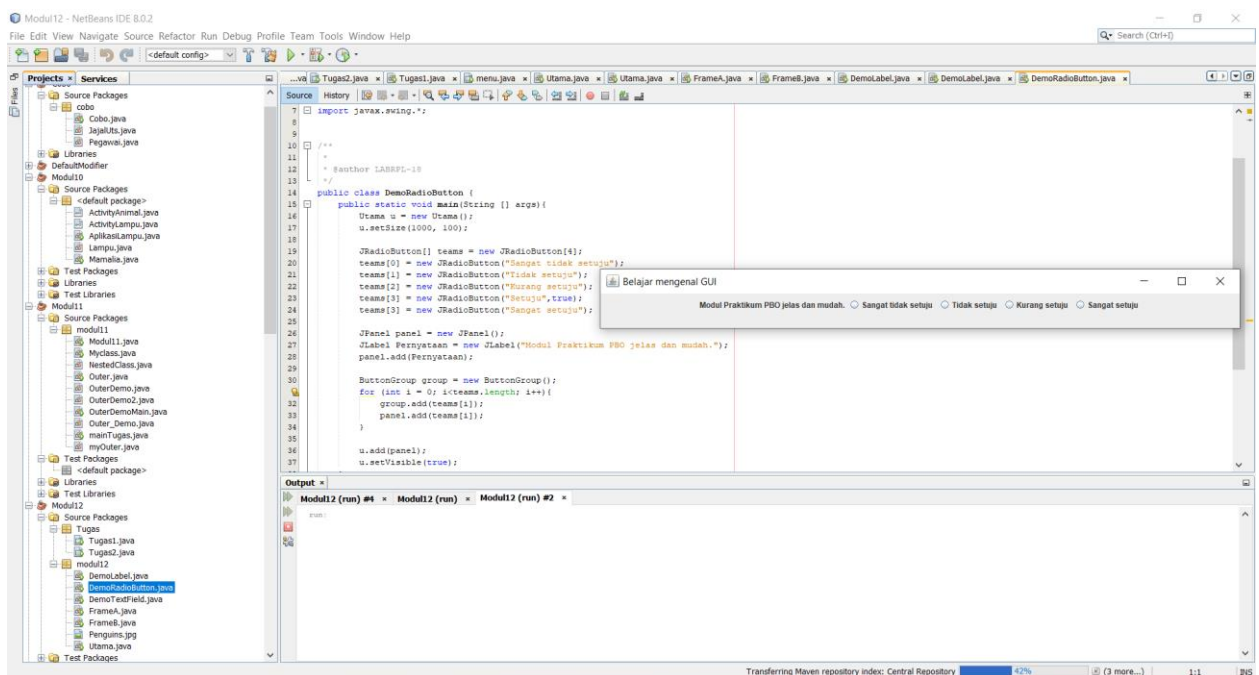 Modul12 - NetBeans IDE 8.0.2
File Edit View Navigate Source Refactor Run Debug Profile Team Tools Window Help
Search (Ctrl+I)
<default config>
Files
Projects Services
...va Tugas2.java Tugas1.java menu.java Utama.java Utama.java FrameA.java FrameB.java DemoLabel.java DemoLabel.java DemoRadioButton.java
Source Packages
cobo
Cobo.java
JajalUts.java
Pegawai.java
Libraries
DefaultModifier
Modul10
Source Packages
<default package>
ActivityAnimal.java
ActivityLampu.java
AplikasiLampu.java
Lampu.java
Mamalia.java
Test Packages
Libraries
Test Libraries
Modul11
Source Packages
modul11
Modul11.java
Myclass.java
NestedClass.java
Outer.java
OuterDemo.java
OuterDemo2.java
OuterDemoMain.java
Outer_Demo.java
mainTugas.java
myOuter.java
Test Packages
<default package>
Libraries
Test Libraries
Modul12
Source Packages
Tugas
Tugas1.java
Tugas2.java
modul12
DemoLabel.java
DemoRadioButton.java
DemoTextField.java
FrameA.java
FrameB.java
Penguins.jpg
Utama.java
Test Packages
Source History
7 import javax.swing.*;
8
9
10 /**
11 *
12 * @author LABRPL-18
13 */
14 public class DemoRadioButton {
15 public static void main(String [] args){
16 Utama u = new Utama();
17 u.setSize(1000, 100);
18
19 JRadioButton[] teams = new JRadioButton[4];
20 teams[0] = new JRadioButton("Sangat tidak setuju");
21 teams[1] = new JRadioButton("Tidak setuju");
22 teams[2] = new JRadioButton("Kurang setuju");
23 teams[3] = new JRadioButton("Setuju",true);
24 teams[3] = new JRadioButton("Sangat setuju");
25
26 JPanel panel = new JPanel();
27 JLabel Pernyataan = new JLabel("Modul Praktikum PBO jelas dan mudah.");
28 panel.add(Pernyataan);
29
30 ButtonGroup group = new ButtonGroup();
for (int i = 0; i<teams.length; i++){
32 group.add(teams[i]);
33 panel.add(teams[i]);
34 }
35
36 u.add(panel);
37 u.setVisible(true);
Belajar mengenal GUI
Modul Praktikum PBO jelas dan mudah. Sangat tidak setuju Tidak setuju Kurang setuju Sangat setuju
Output
Modul12 (run) #4 Modul12 (run) Modul12 (run) #2
run:
Transferring Maven repository index: Central Repository 42% (3 more...) 1:1 INS